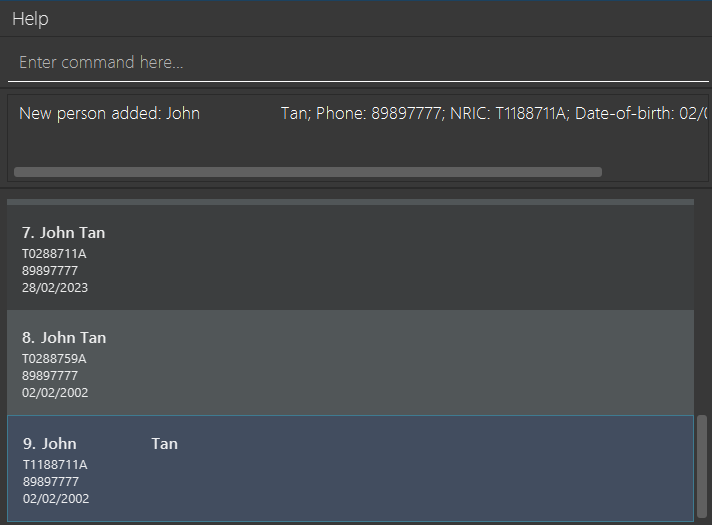 Help
Enter command here...
New person added: John Tan; Phone: 89897777; NRIC: T1188711A; Date-of-birth: 02/0
7. John Tan
T0288711A
89897777
28/02/2023
8. John Tan
T0288759A
89897777
02/02/2002
9. John Tan
T1188711A
89897777
02/02/2002